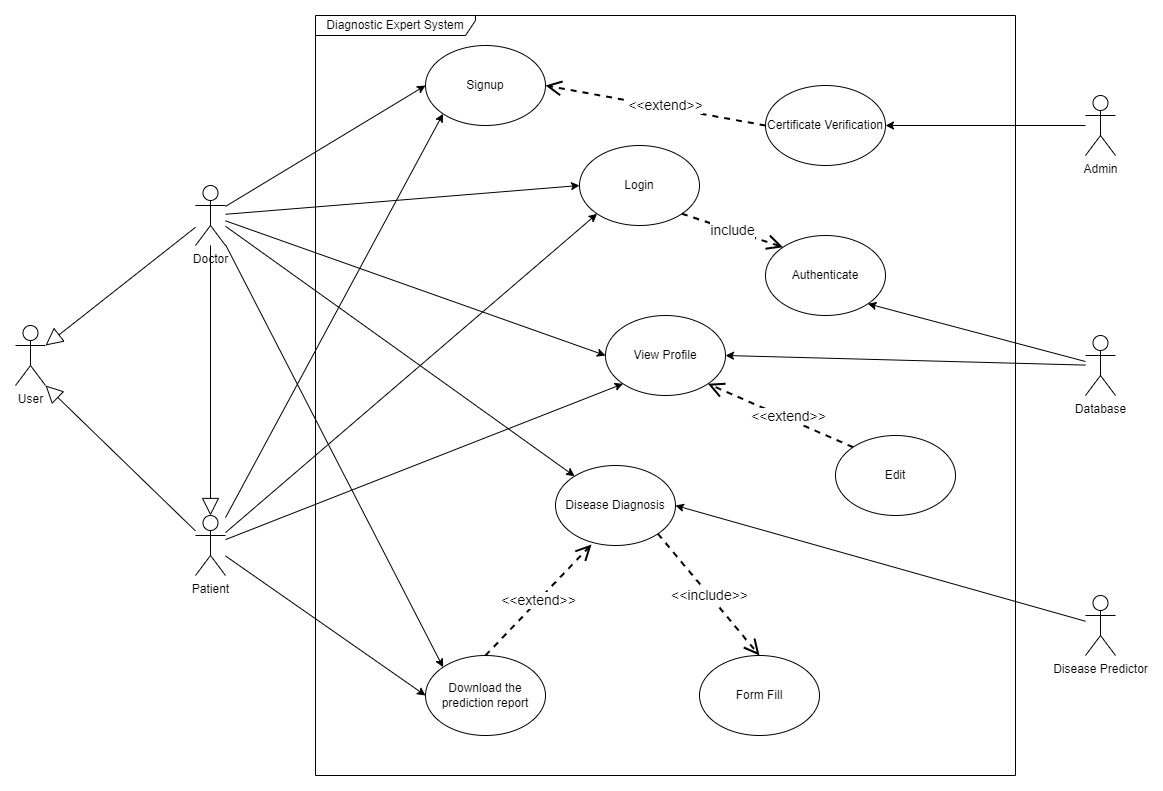 Diagnostic Expert System
Signup
<<extend>>
Certificate Verification
Admin
Login
include
Doctor
Authenticate
View Profile
User
Database
<<extend>>
Edit
Disease Diagnosis
Patient
<<extend>>
<<include>>
Disease Predictor
Download the
prediction report
Form Fill